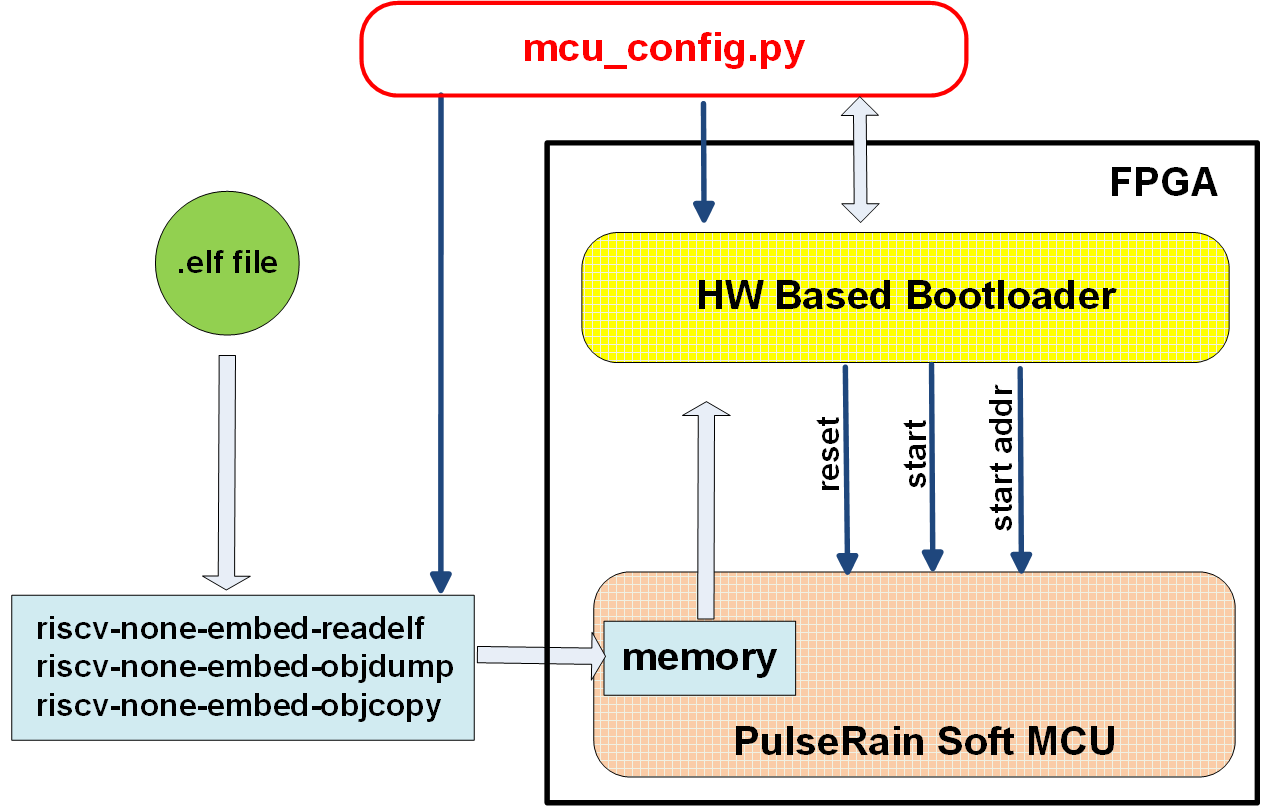 mcu_config.py
FPGA
.elf file
HW Based Bootloader
reset
start
start addr
riscv-none-embed-readelf
riscv-none-embed-objdump
riscv-none-embed-objcopy
memory
PulseRain Soft MCU